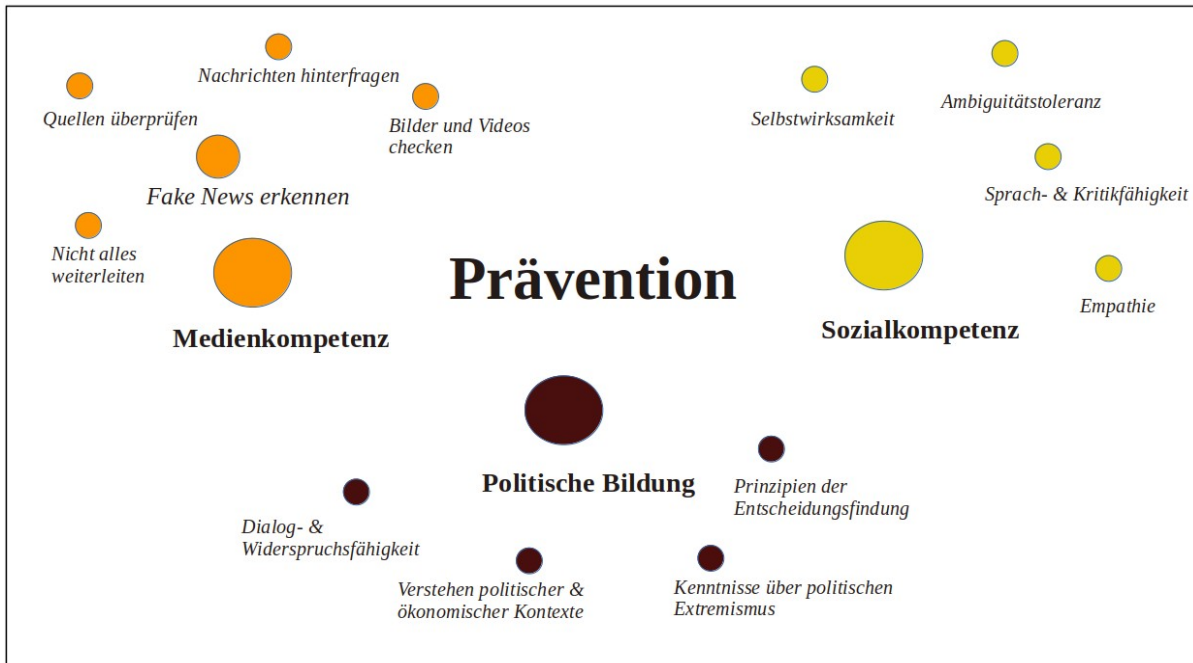 Nachrichten hinterfragen
Quellen überprüfen
Bilder und Videos
checken
Fake News erkennen
Nicht alles
weiterleiten
Medienkompetenz
Prävention
Selbstwirksamkeit
Ambiguitätstoleranz
Sprach- & Kritikfähigkeit
Empathie
Sozialkompetenz
Politische Bildung
Dialog- &
Widerspruchsfähigkeit
Verstehen politischer &
ökonomischer Kontexte
Kenntnisse über politischen
Extremismus
Prinzipien der
Entscheidungsfindung